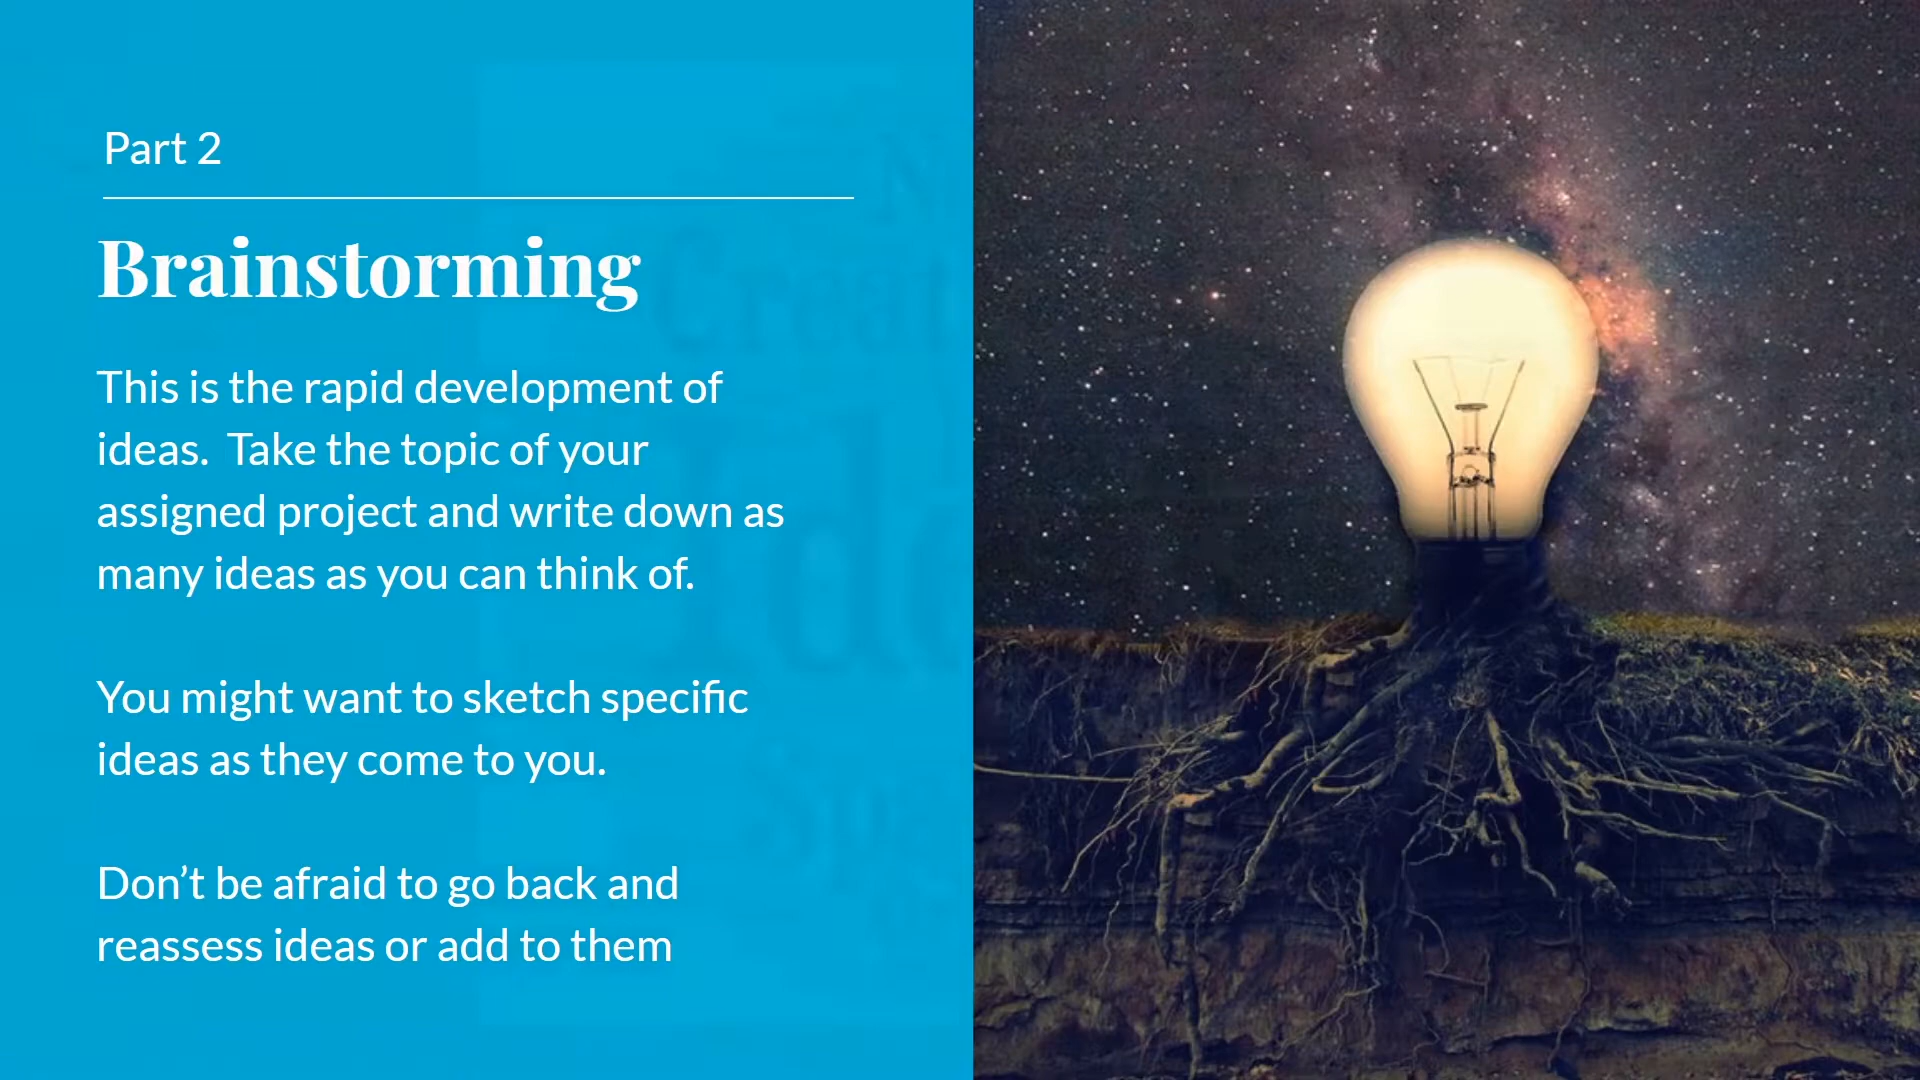 Part 2
Brainstorming
This is the rapid development of
ideas.  Take the topic of your
assigned project and write down as
many ideas as you can think of.
You might want to sketch specific
ideas as they come to you.
Don’t be afraid to go back and
reassess ideas or add to them